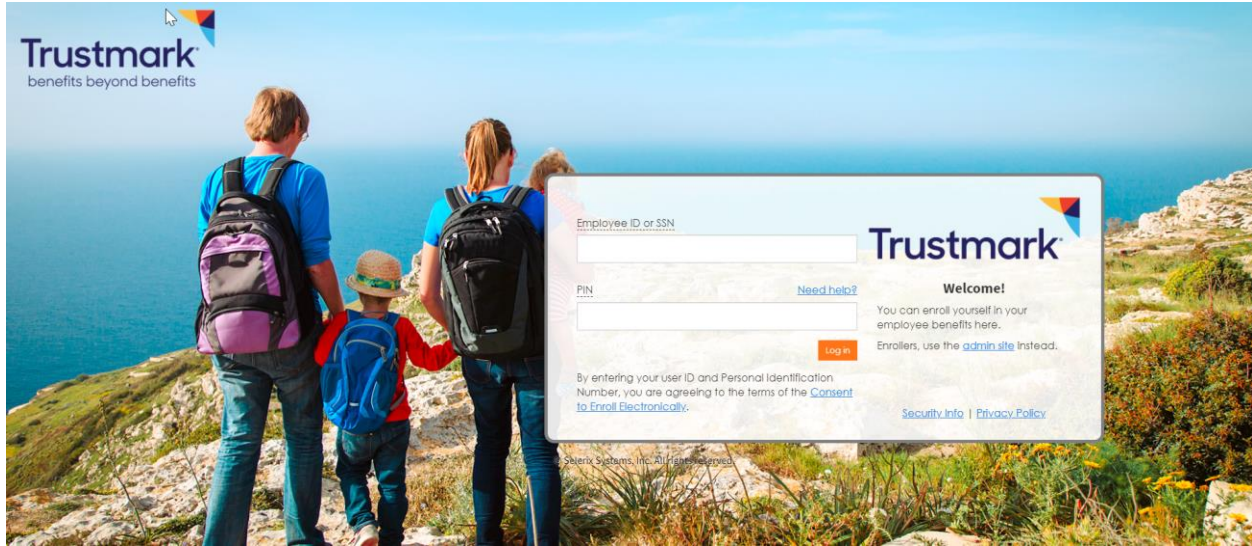 Trustmark
benefits beyond benefits
Employee ID or SSN
PIN
Need help?
Log in
By entering your user ID and Personal Identification
Number, you are agreeing to the terms of the Consent
to Enroll Electronically.
Trustmark
Welcome!
You can enroll yourself in your
employee benefits here.
Enrollers, use the admin site instead.
Security Info | Privacy Policy
© Selerix Systems, Inc. All rights reserved.